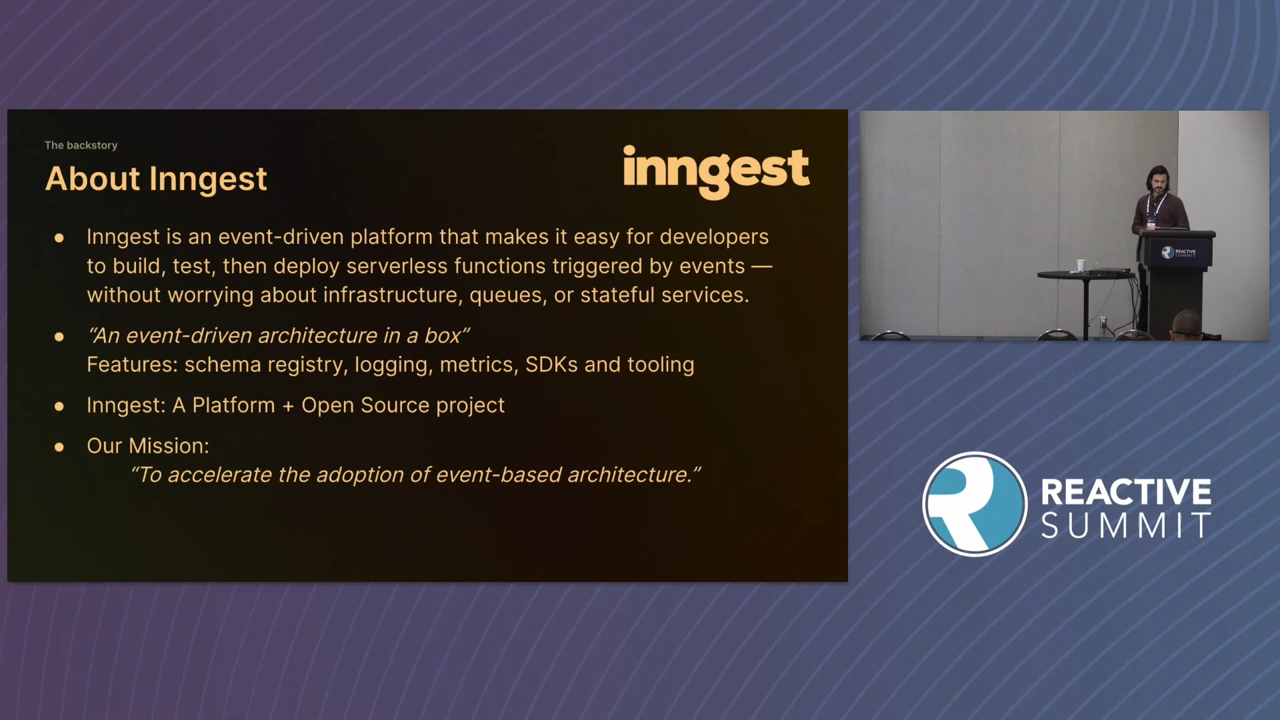 The backstory
About Inngest
inngest
● Inngest is an event-driven platform that makes it easy for developers
to build, test, then deploy serverless functions triggered by events —
without worrying about infrastructure, queues, or stateful services.
● “An event-driven architecture in a box”
Features: schema registry, logging, metrics, SDKs and tooling
● Inngest: A Platform + Open Source project
● Our Mission:
“To accelerate the adoption of event-based architecture.”
REACTIVE
SUMMIT
REACTIVE
SUMMIT